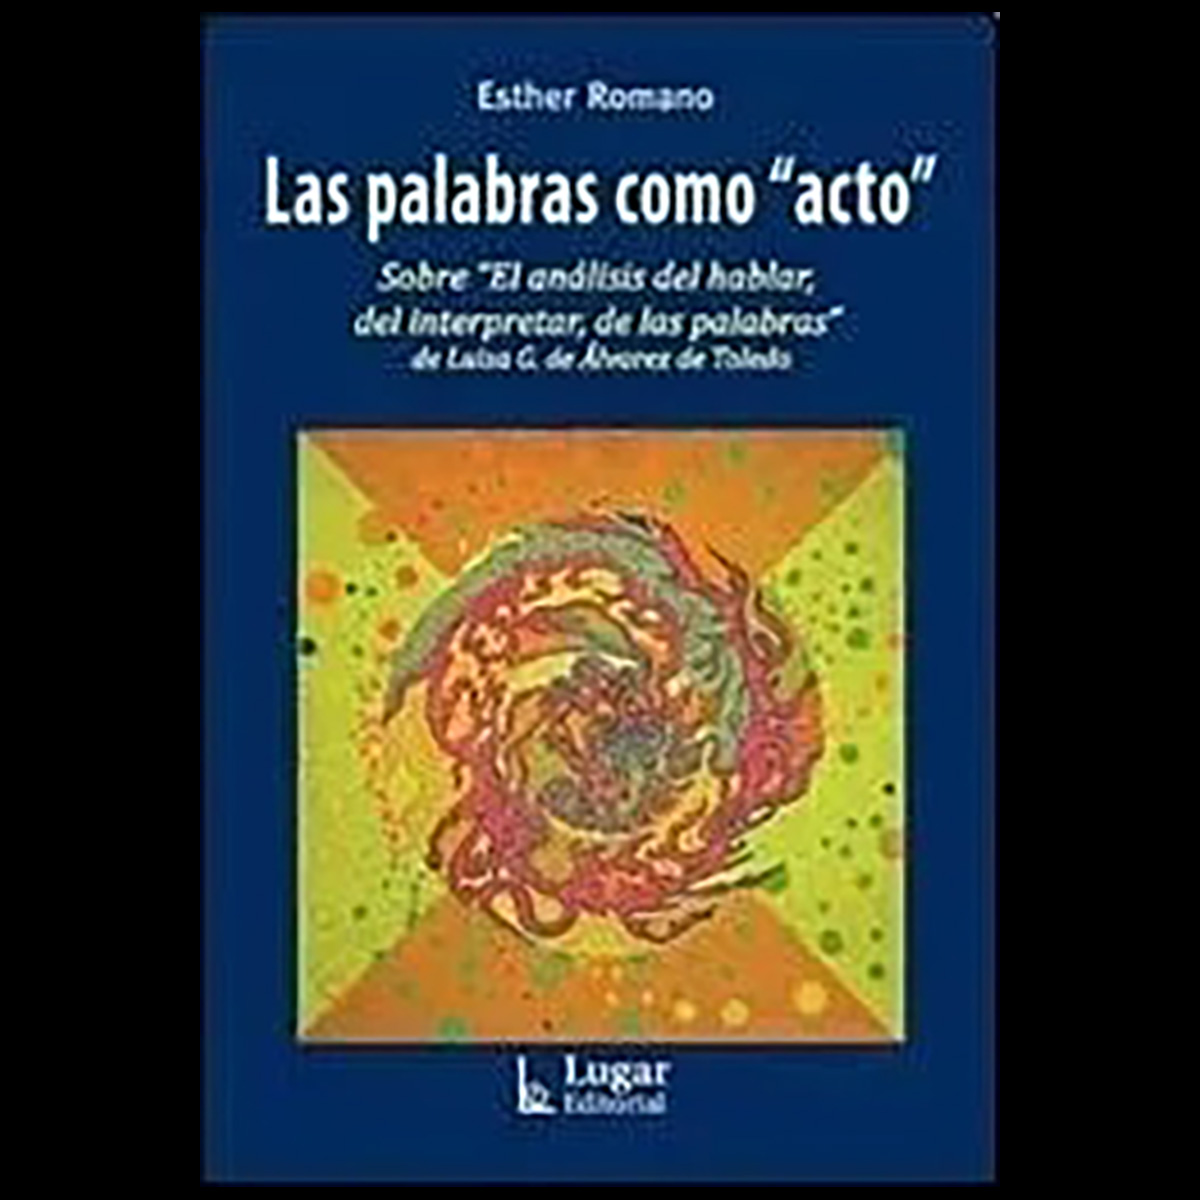 Esther Romano
Las palabras como “acto”
Sobre “El análisis del hablar,
del interpretar, de las palabras”
de Luisa G. de Álvarez de Toledo
Lugar
Editorial